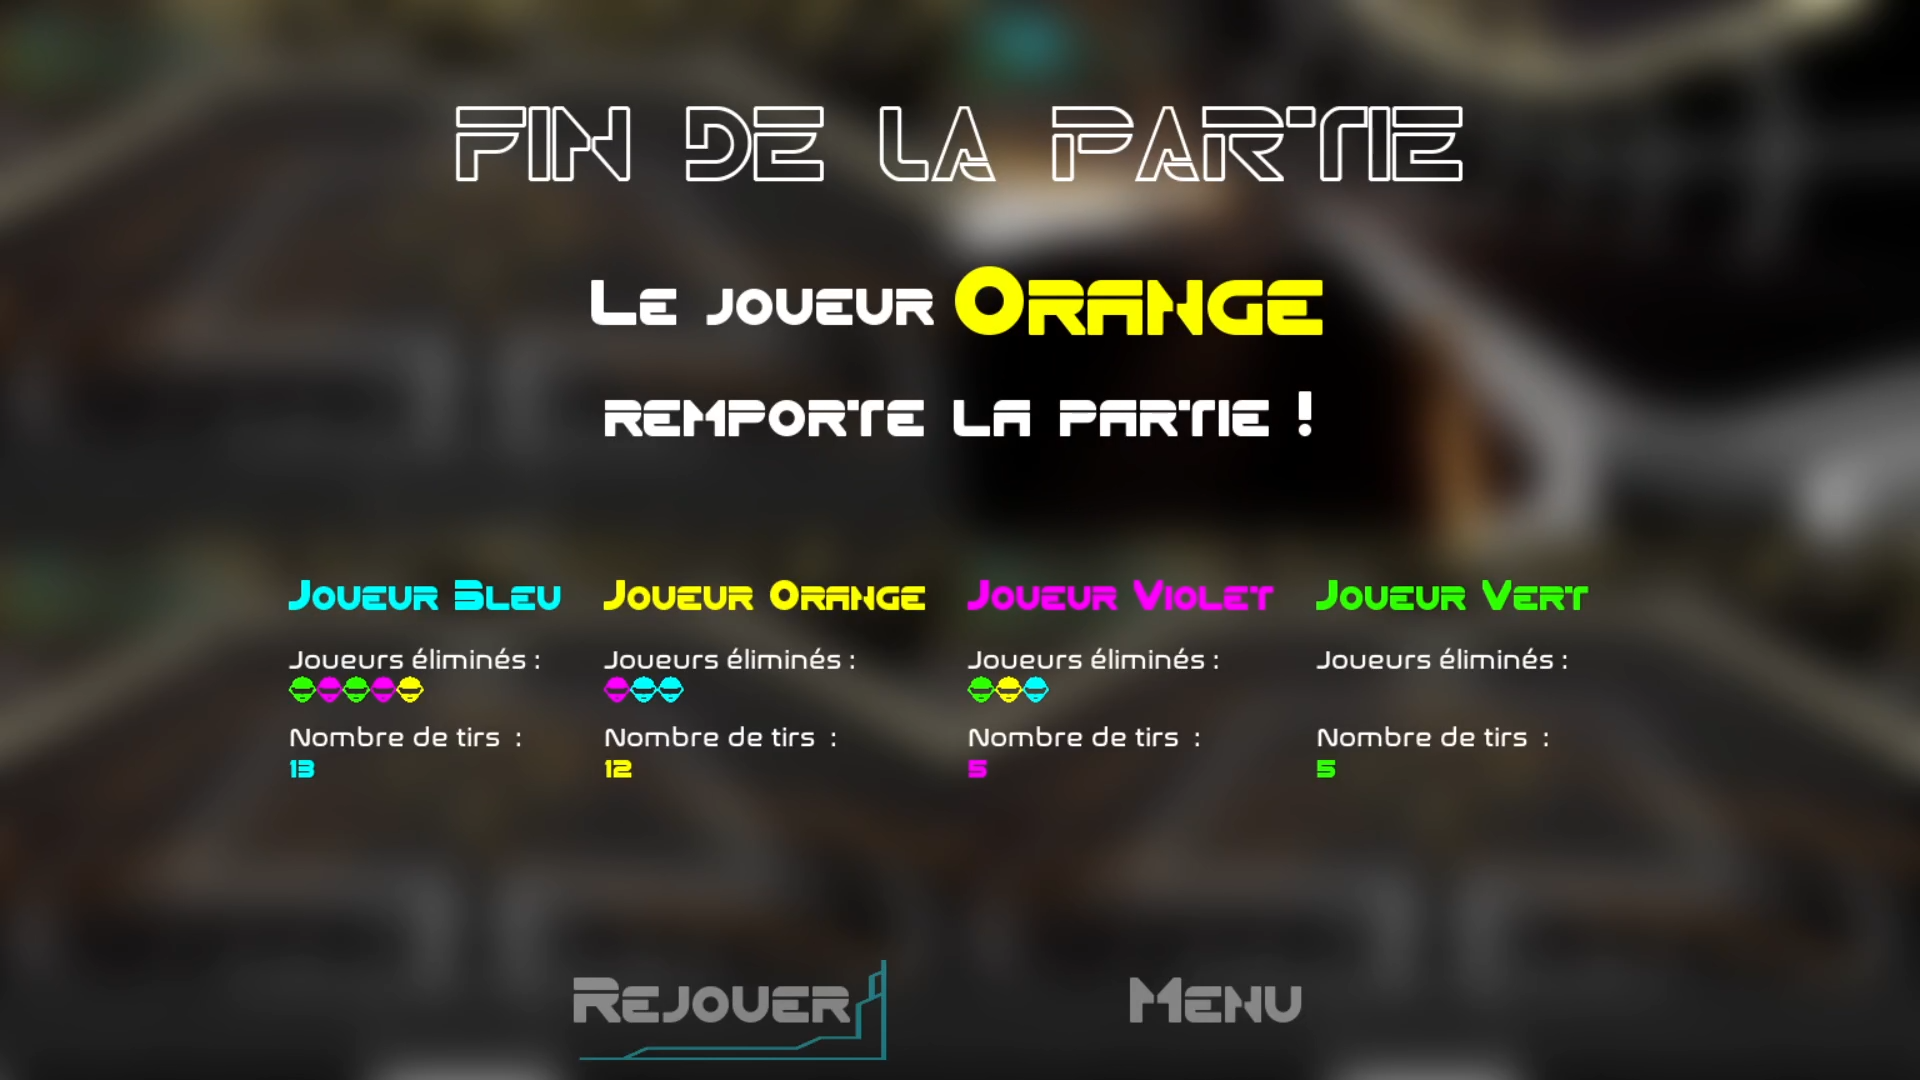 FIN DE LA PARTIE
Le joueur Orange
remporte la partie !
Joueur Bleu Joueur Orange Joueur Violet Joueur Vert
Joueurs éliminés : Joueurs éliminés : Joueurs éliminés : Joueurs éliminés :
Nombre de tirs : Nombre de tirs : Nombre de tirs : Nombre de tirs :
13 12 5 5
Rejouer Menu